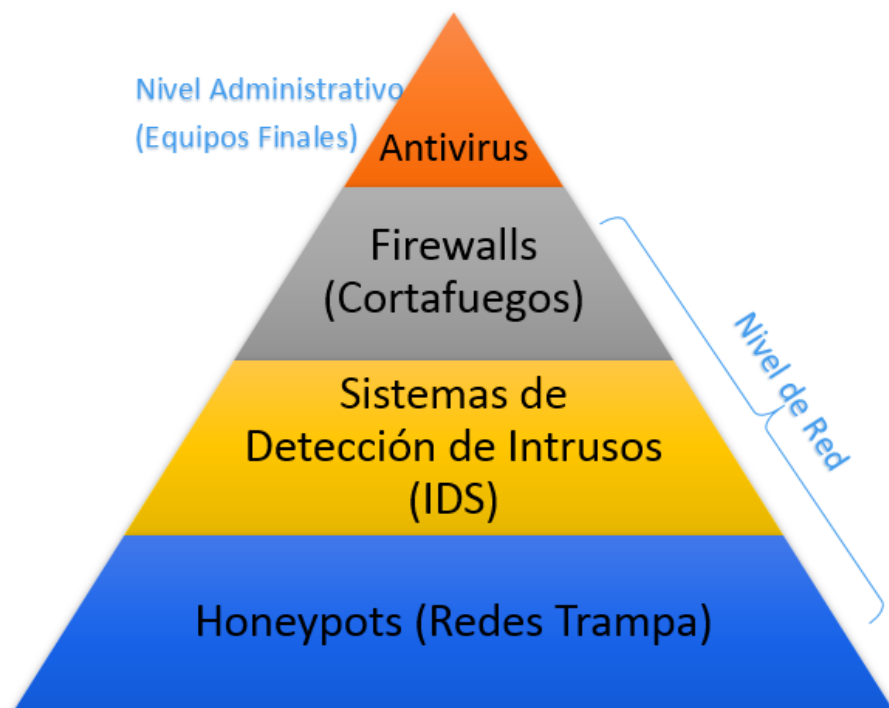 Nivel Administrativo
(Equipos Finales)
Antivirus
Firewalls
(Cortafuegos)
Nivel de Red
Sistemas de
Detección de Intrusos
(IDS)
Honeypots (Redes Trampa)